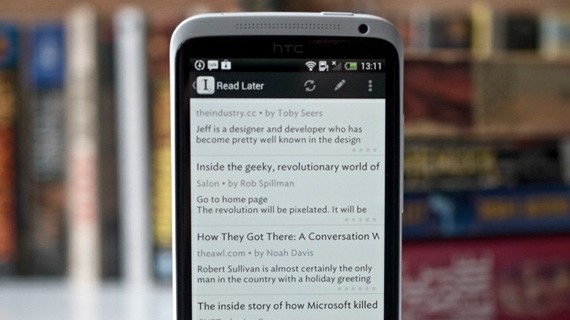 hTC
13:11
I Read Later
theindustry.cc • by Toby Seers
Jeff is a designer and developer who has
become pretty well known in the design
Inside the geeky, revolutionary world of
Salon • by Rob Spillman
Go to home page
The revolution will be pixelated. It will be
How They Got There: A Conversation W
theawl.com • by Noah Davis
Robert Sullivan is almost certainly the only
man in the country with a holiday greeting
The inside story of how Microsoft killed